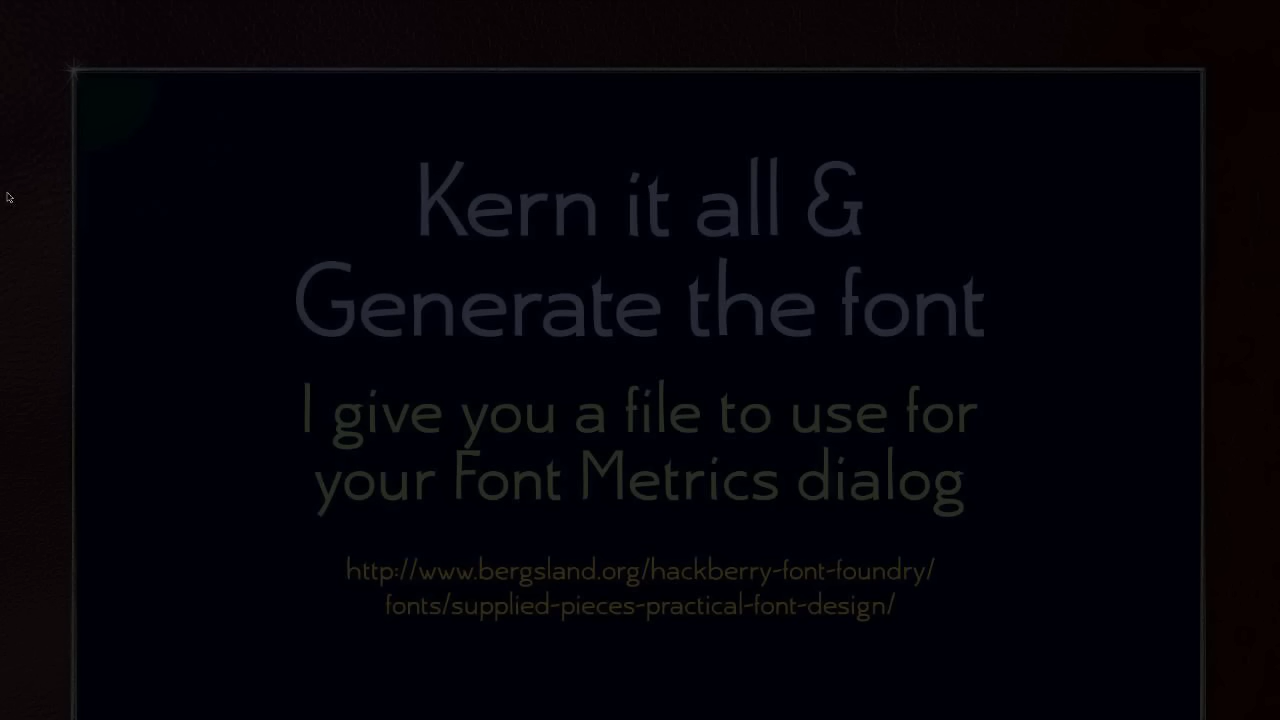 Kern it all &
Generate the font
I give you a file to use for
your Font Metrics dialog
http://www.bergsland.org/hackberry-font-foundry/
fonts/supplied-pieces-practical-font-design/